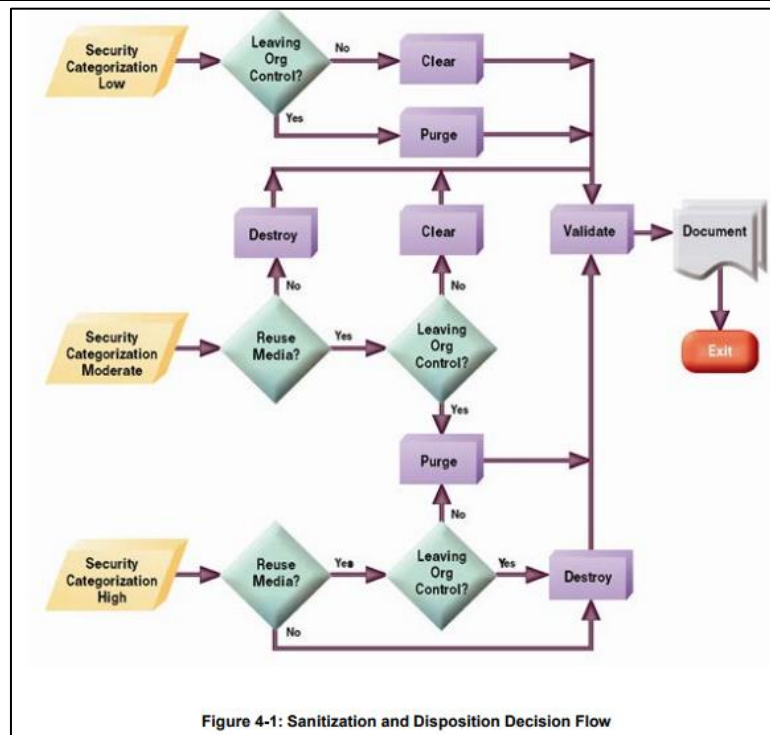 Security
Categorization
Low
Leaving
Org
Control?
No
Clear
Yes
Purge
Destroy
Clear
Validate
Document
No
No
Security
Categorization
Moderate
Reuse
Media?
Yes
Leaving
Org
Control?
Exit
Yes
Purge
No
Security
Categorization
High
Reuse
Media?
Yes
Leaving
Org
Control?
Yes
Destroy
No
Figure 4-1: Sanitization and Disposition Decision Flow